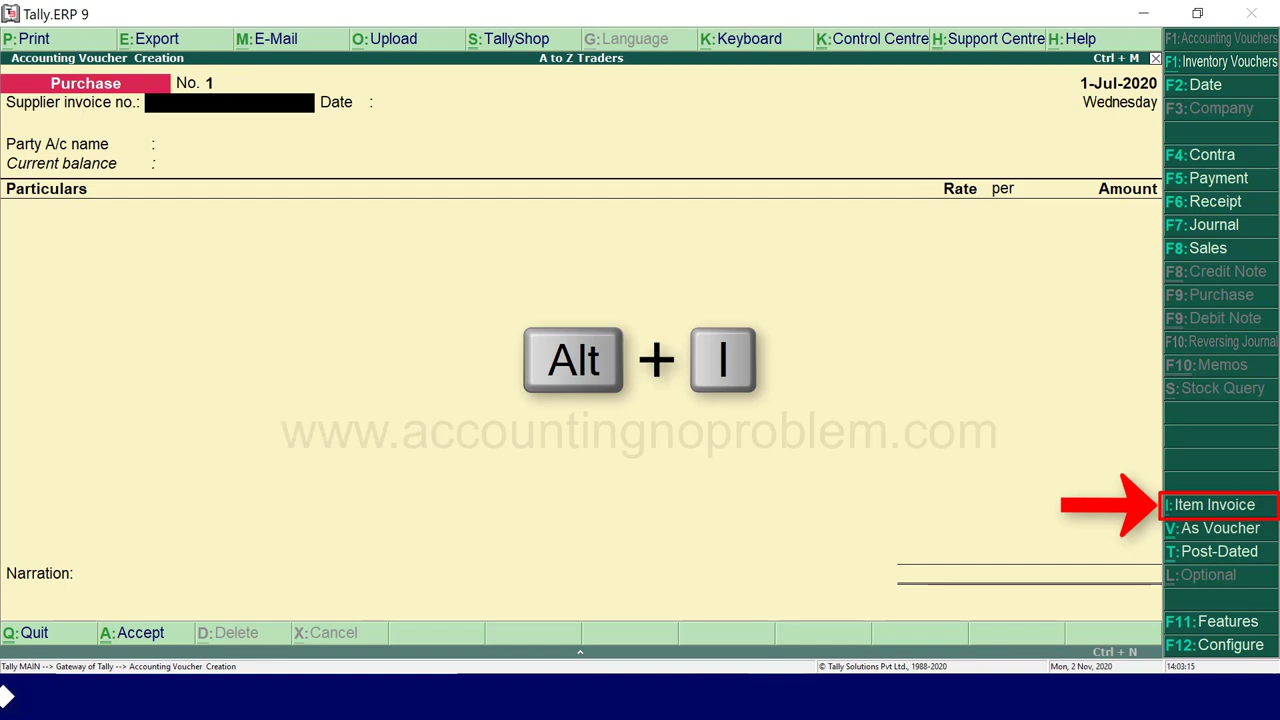 Tally.ERP 9
P: Print E: Export M: E-Mail O: Upload S: TallyShop G: Language K: Keyboard K: Control Centre H: Support Centre H: Help
Accounting Voucher Creation A to Z Traders Ctrl + M
Purchase No. 1 1-Jul-2020
Supplier invoice no.: Date : Wednesday
Party A/c name :
Current balance :
Particulars Rate per Amount
Alt + I
www.accountingnoproblem.com
Narration:
Q: Quit A: Accept D: Delete X: Cancel
Ctrl + N
Tally MAIN --> Gateway of Tally --> Accounting Voucher Creation © Tally Solutions Pvt Ltd., 1988-2020 Mon, 2 Nov, 2020 14:03:15
F1: Accounting Vouchers
F1: Inventory Vouchers
F2: Date
F3: Company
F4: Contra
F5: Payment
F6: Receipt
F7: Journal
F8: Sales
F8: Credit Note
F9: Purchase
F9: Debit Note
F10: Reversing Journal
F10: Memos
S: Stock Query
I: Item Invoice
V: As Voucher
T: Post-Dated
L: Optional
F11: Features
F12: Configure